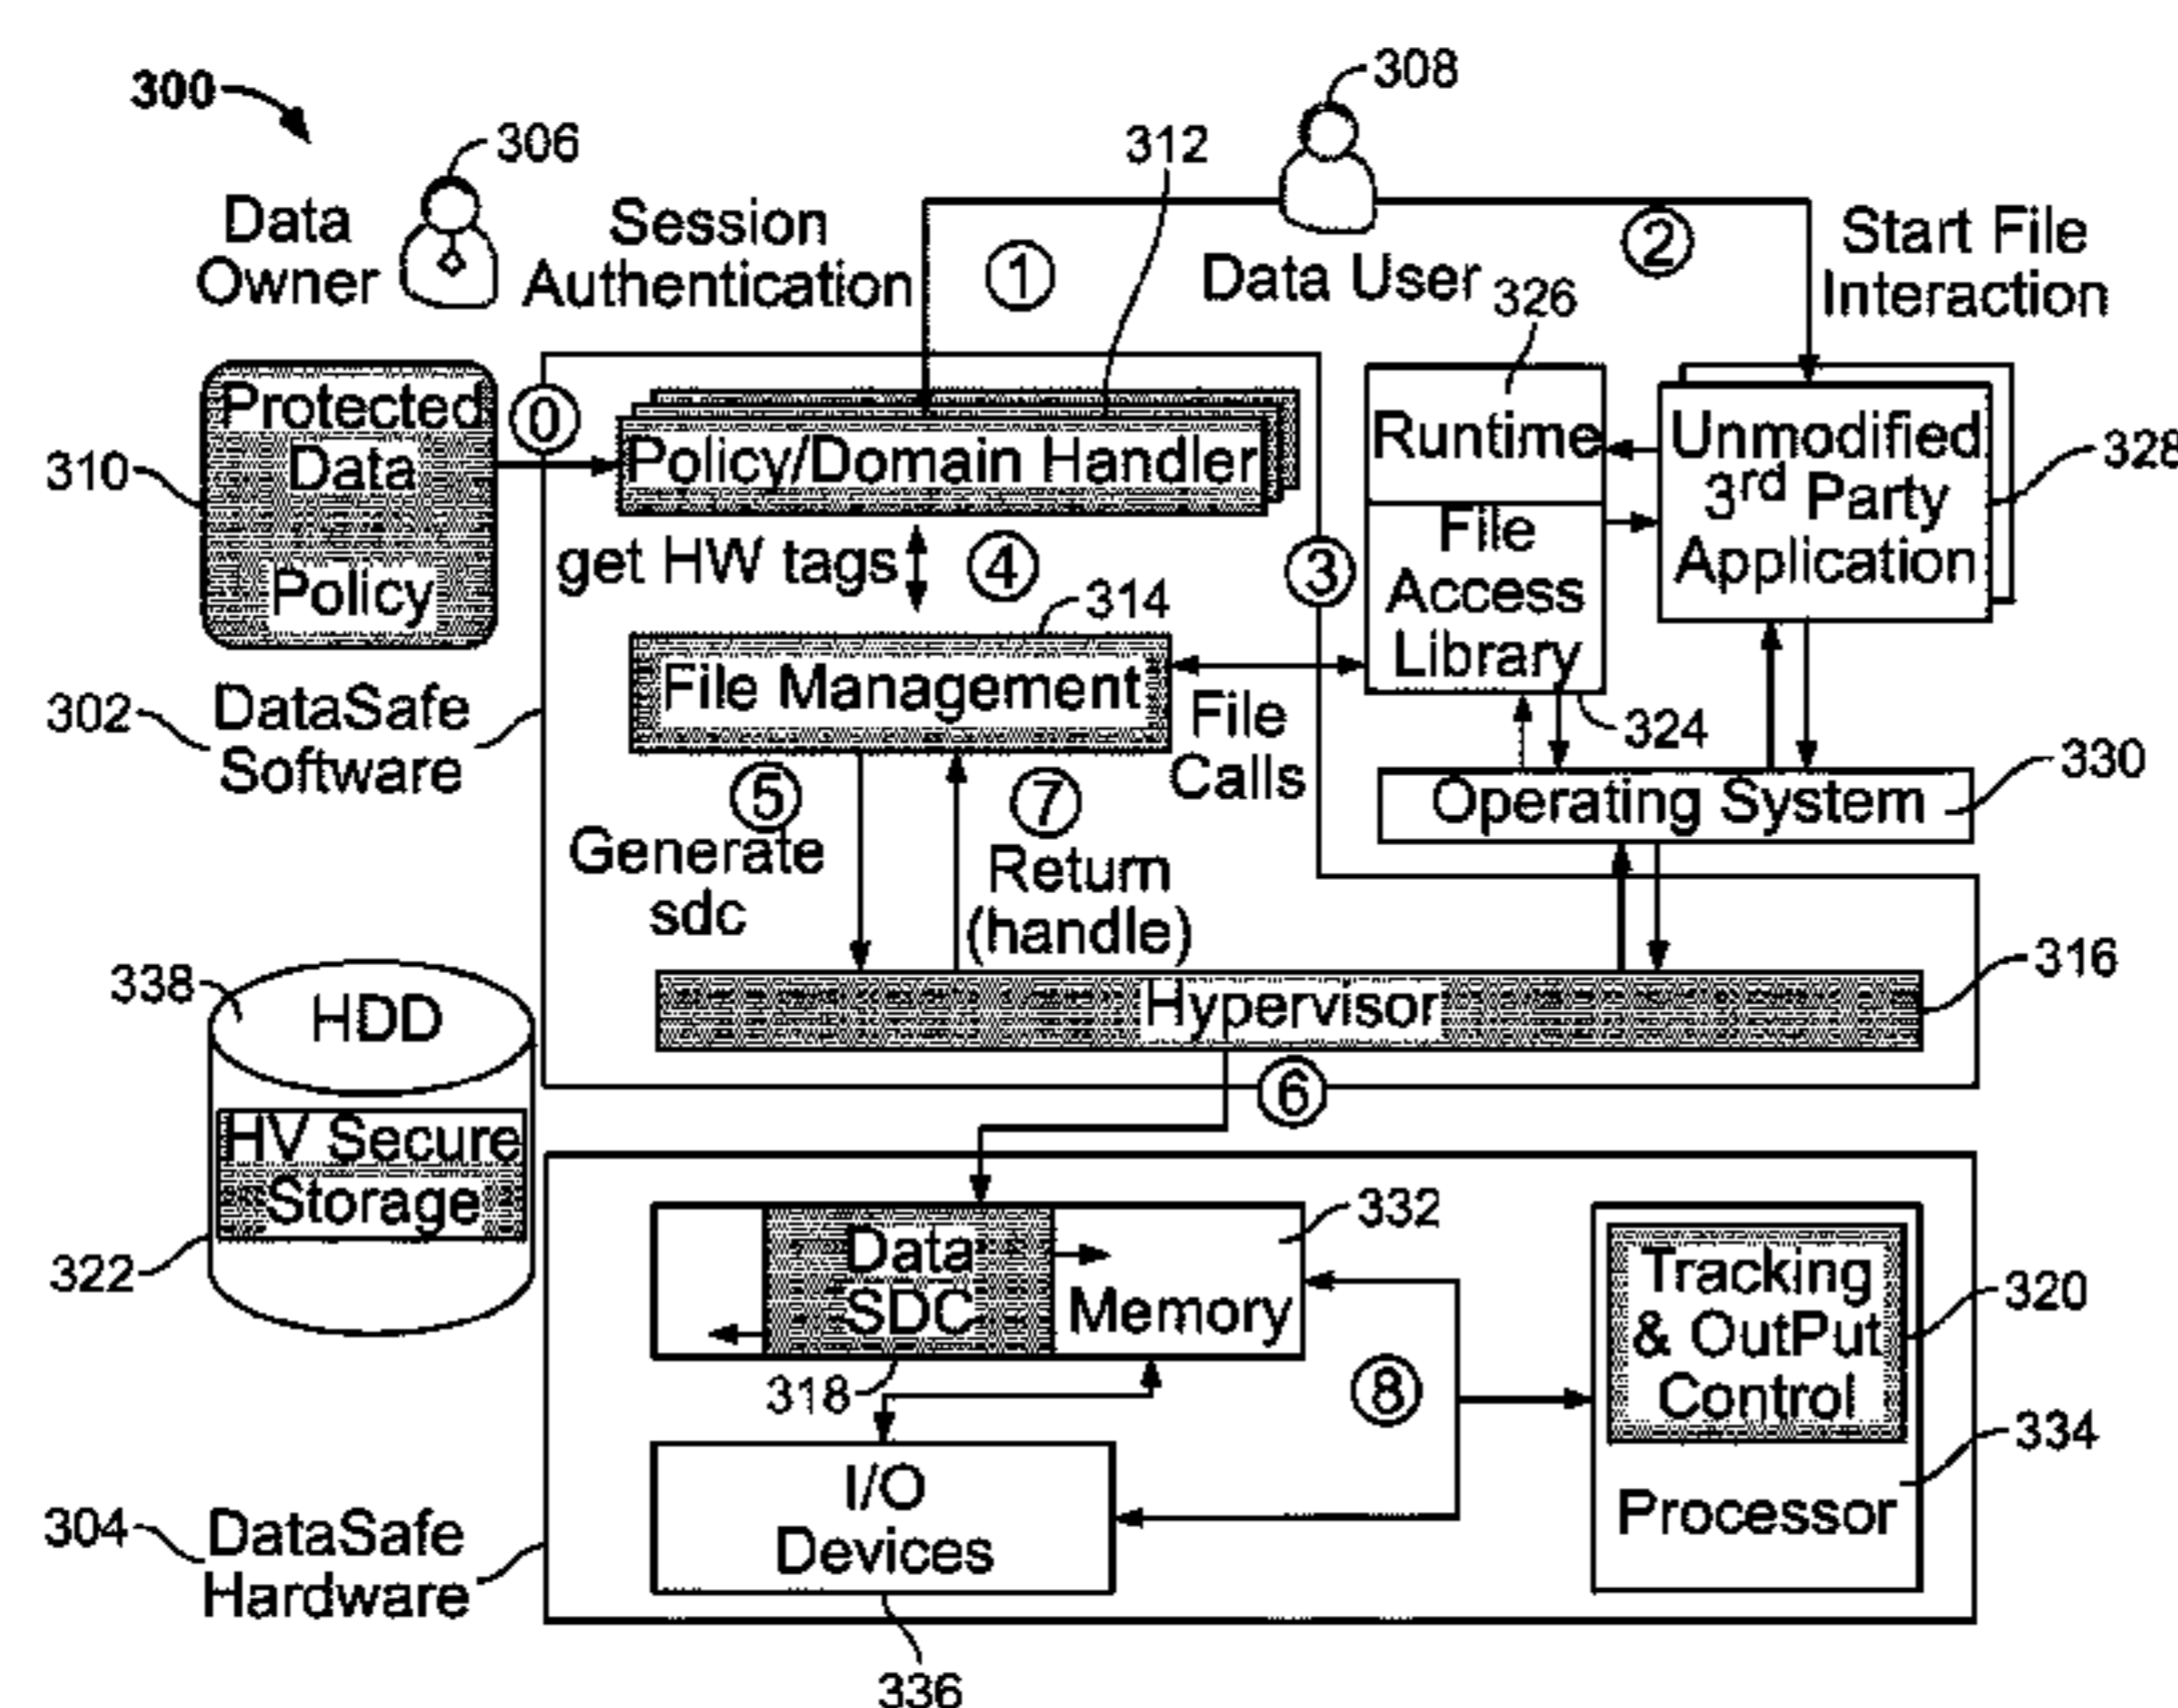 300
306
308
312
Data
Owner
Session
Authentication
1
Data User
2
Start File
Interaction
326
310
Protected
Data
Policy
0
Policy/Domain Handler
Runtime
File
Access
Library
324
Unmodified
3rd Party
Application
328
get HW tags
4
3
314
File Management
File
Calls
302
DataSafe
Software
5
Generate
sdc
7
Return
(handle)
Operating System
330
Hypervisor
316
6
338
HDD
HV Secure
Storage
322
Data
SDC
318
Memory
332
8
Tracking
& OutPut
Control
320
Processor
334
I/O
Devices
336
304
DataSafe
Hardware